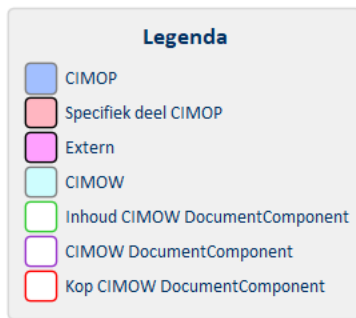 Legenda
CIMOP
Specifiek deel CIMOP
Extern
CIMOW
Inhoud CIMOW DocumentComponent
CIMOW DocumentComponent
Kop CIMOW DocumentComponent